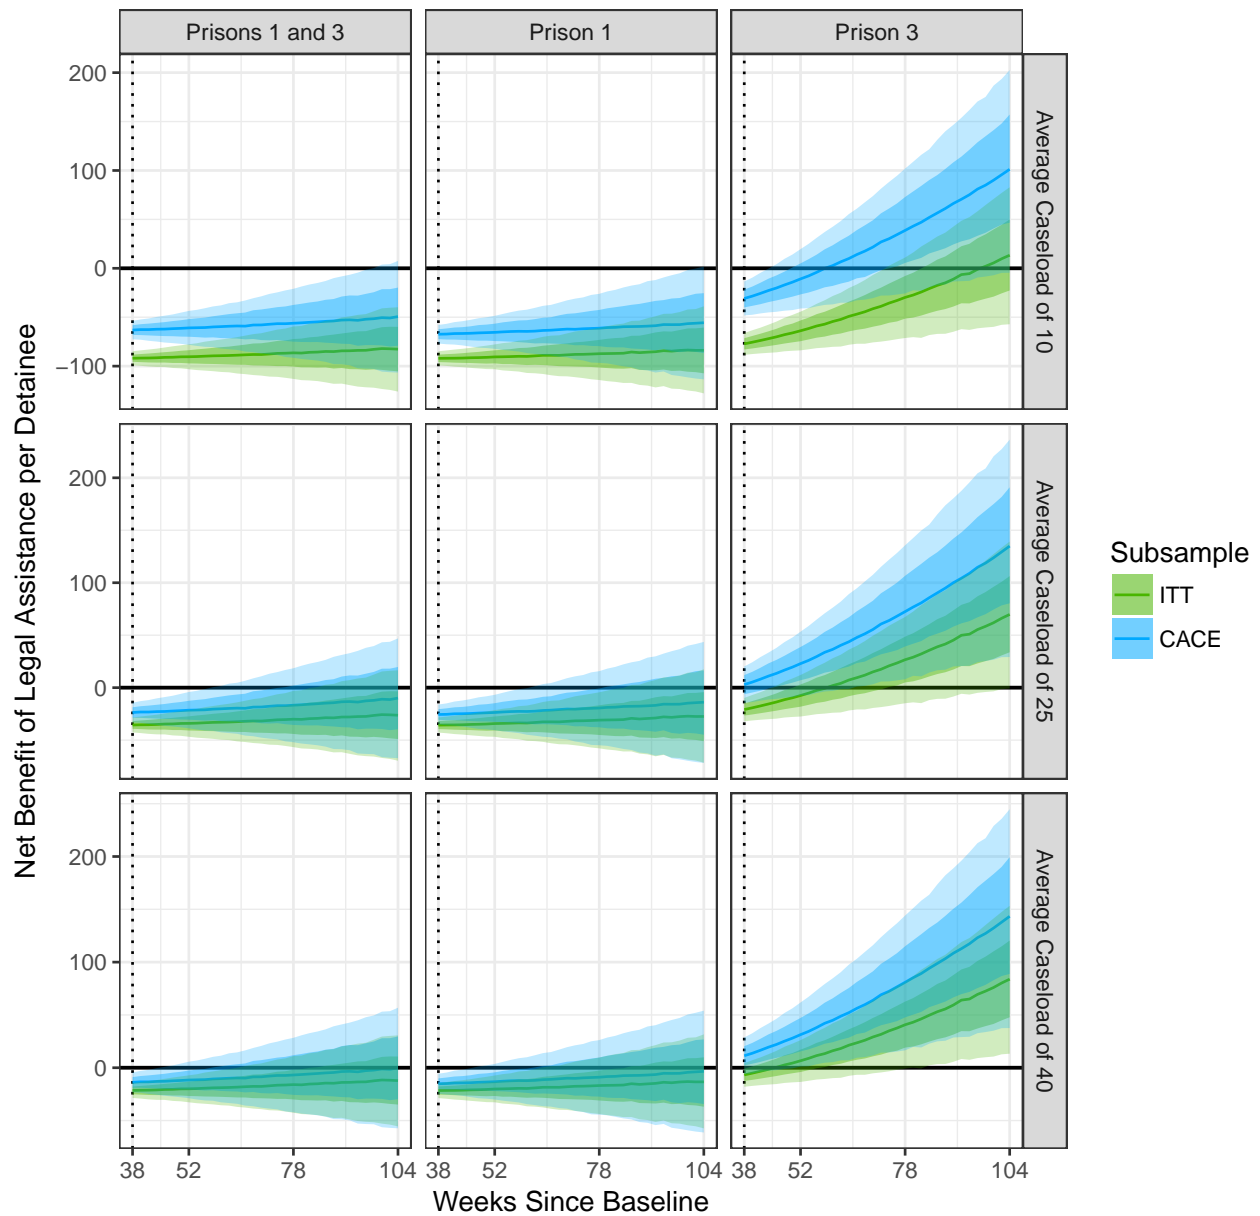 Prisons 1 and 3
Prison 1
Prison 3
Net Benefit of Legal Assistance per Detainee
200
100
0
−100
Average Caseload of 10
200
100
0
Average Caseload of 25
200
100
0
Average Caseload of 40
38 52 78 104
38 52 78 104
38 52 78 104
Weeks Since Baseline
Subsample
ITT
CACE